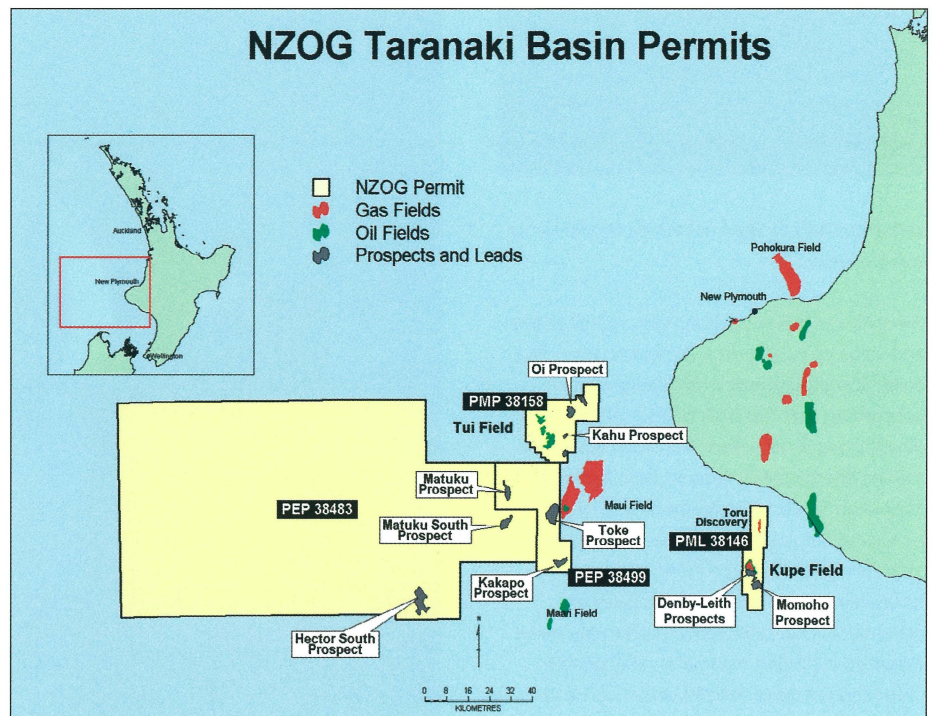 NZOG Taranaki Basin Permits
NZOG Permit
Gas Fields
Oil Fields
Prospects and Leads
Auckland
New Plymouth
Wellington
Pohokura Field
New Plymouth
Oi Prospect
PMP 38158
Tui Field
Kahu Prospect
Matuku
Prospect
PEP 38483
Matuku South
Prospect
Maui Field
Toke
Prospect
Toru
Discovery
PML 38146
Kupe Field
Kakapo
Prospect
PEP 38499
Denby-Leith
Prospects
Momoho
Prospect
Maari Field
Hector South
Prospect
N
0 8 16 24 32 40
KILOMETRES